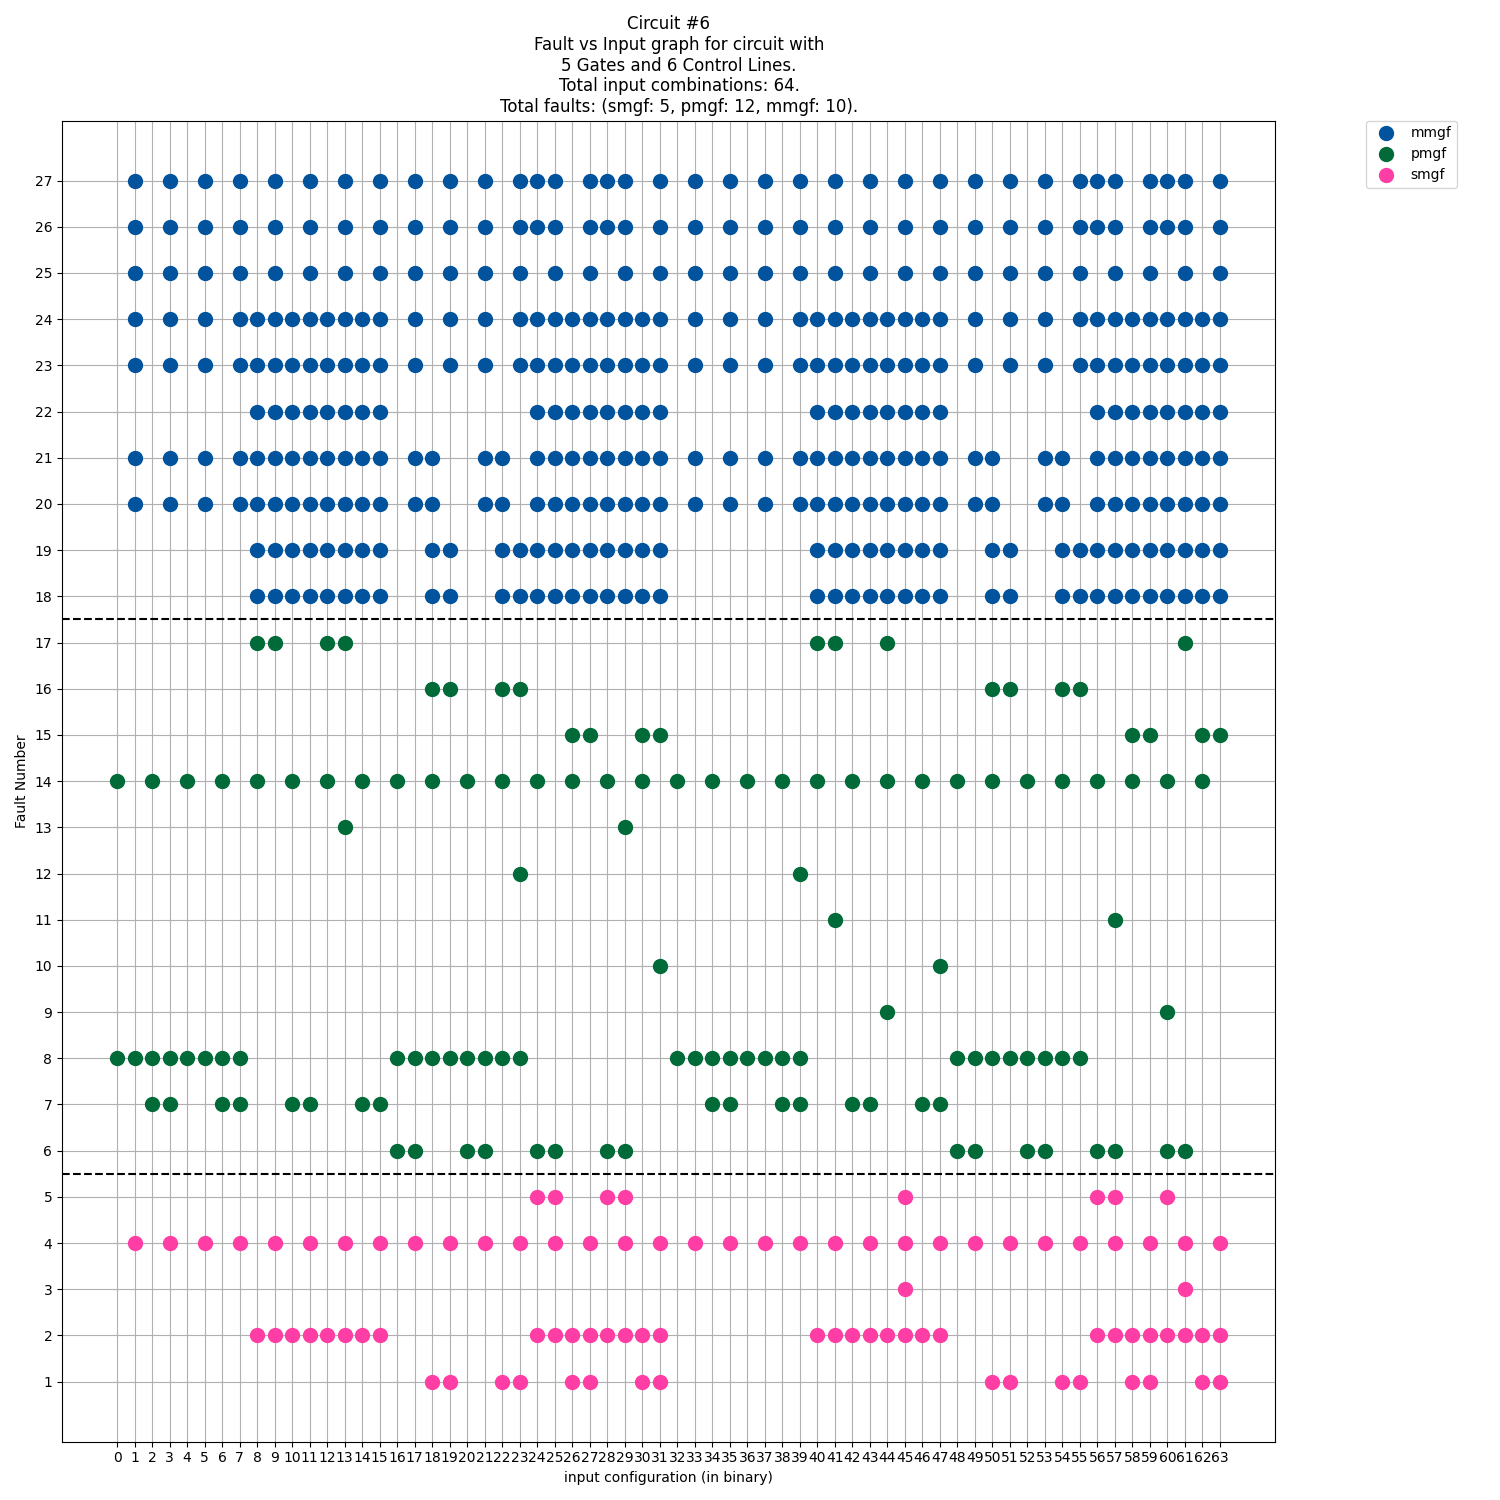 Circuit #6
Fault vs Input graph for circuit with
5 Gates and 6 Control Lines.
Total input combinations: 64.
Total faults: (smgf: 5, pmgf: 12, mmgf: 10).
mmgf
pmgf
smgf
27
26
25
24
23
22
21
20
19
18
17
16
15
14
13
12
11
10
9
8
7
6
5
4
3
2
1
Fault Number
0 1 2 3 4 5 6 7 8 9 10 11 12 13 14 15 16 17 18 19 20 21 22 23 24 25 26 27 28 29 30 31 32 33 34 35 36 37 38 39 40 41 42 43 44 45 46 47 48 49 50 51 52 53 54 55 56 57 58 59 60 61 62 63
input configuration (in binary)